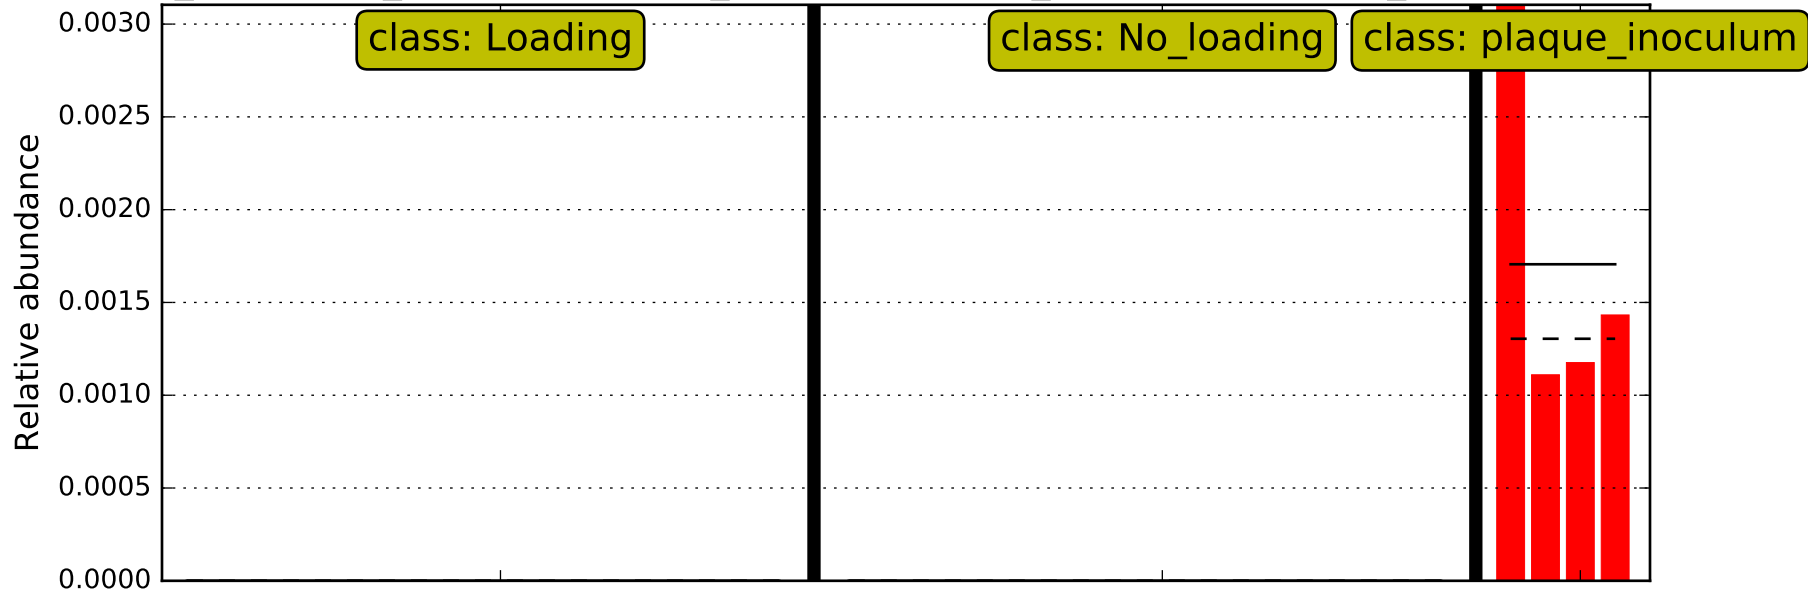 0.0030
0.0025
0.0020
0.0015
0.0010
0.0005
0.0000
Relative abundance
class: Loading
class: No_loading
class: plaque_inoculum